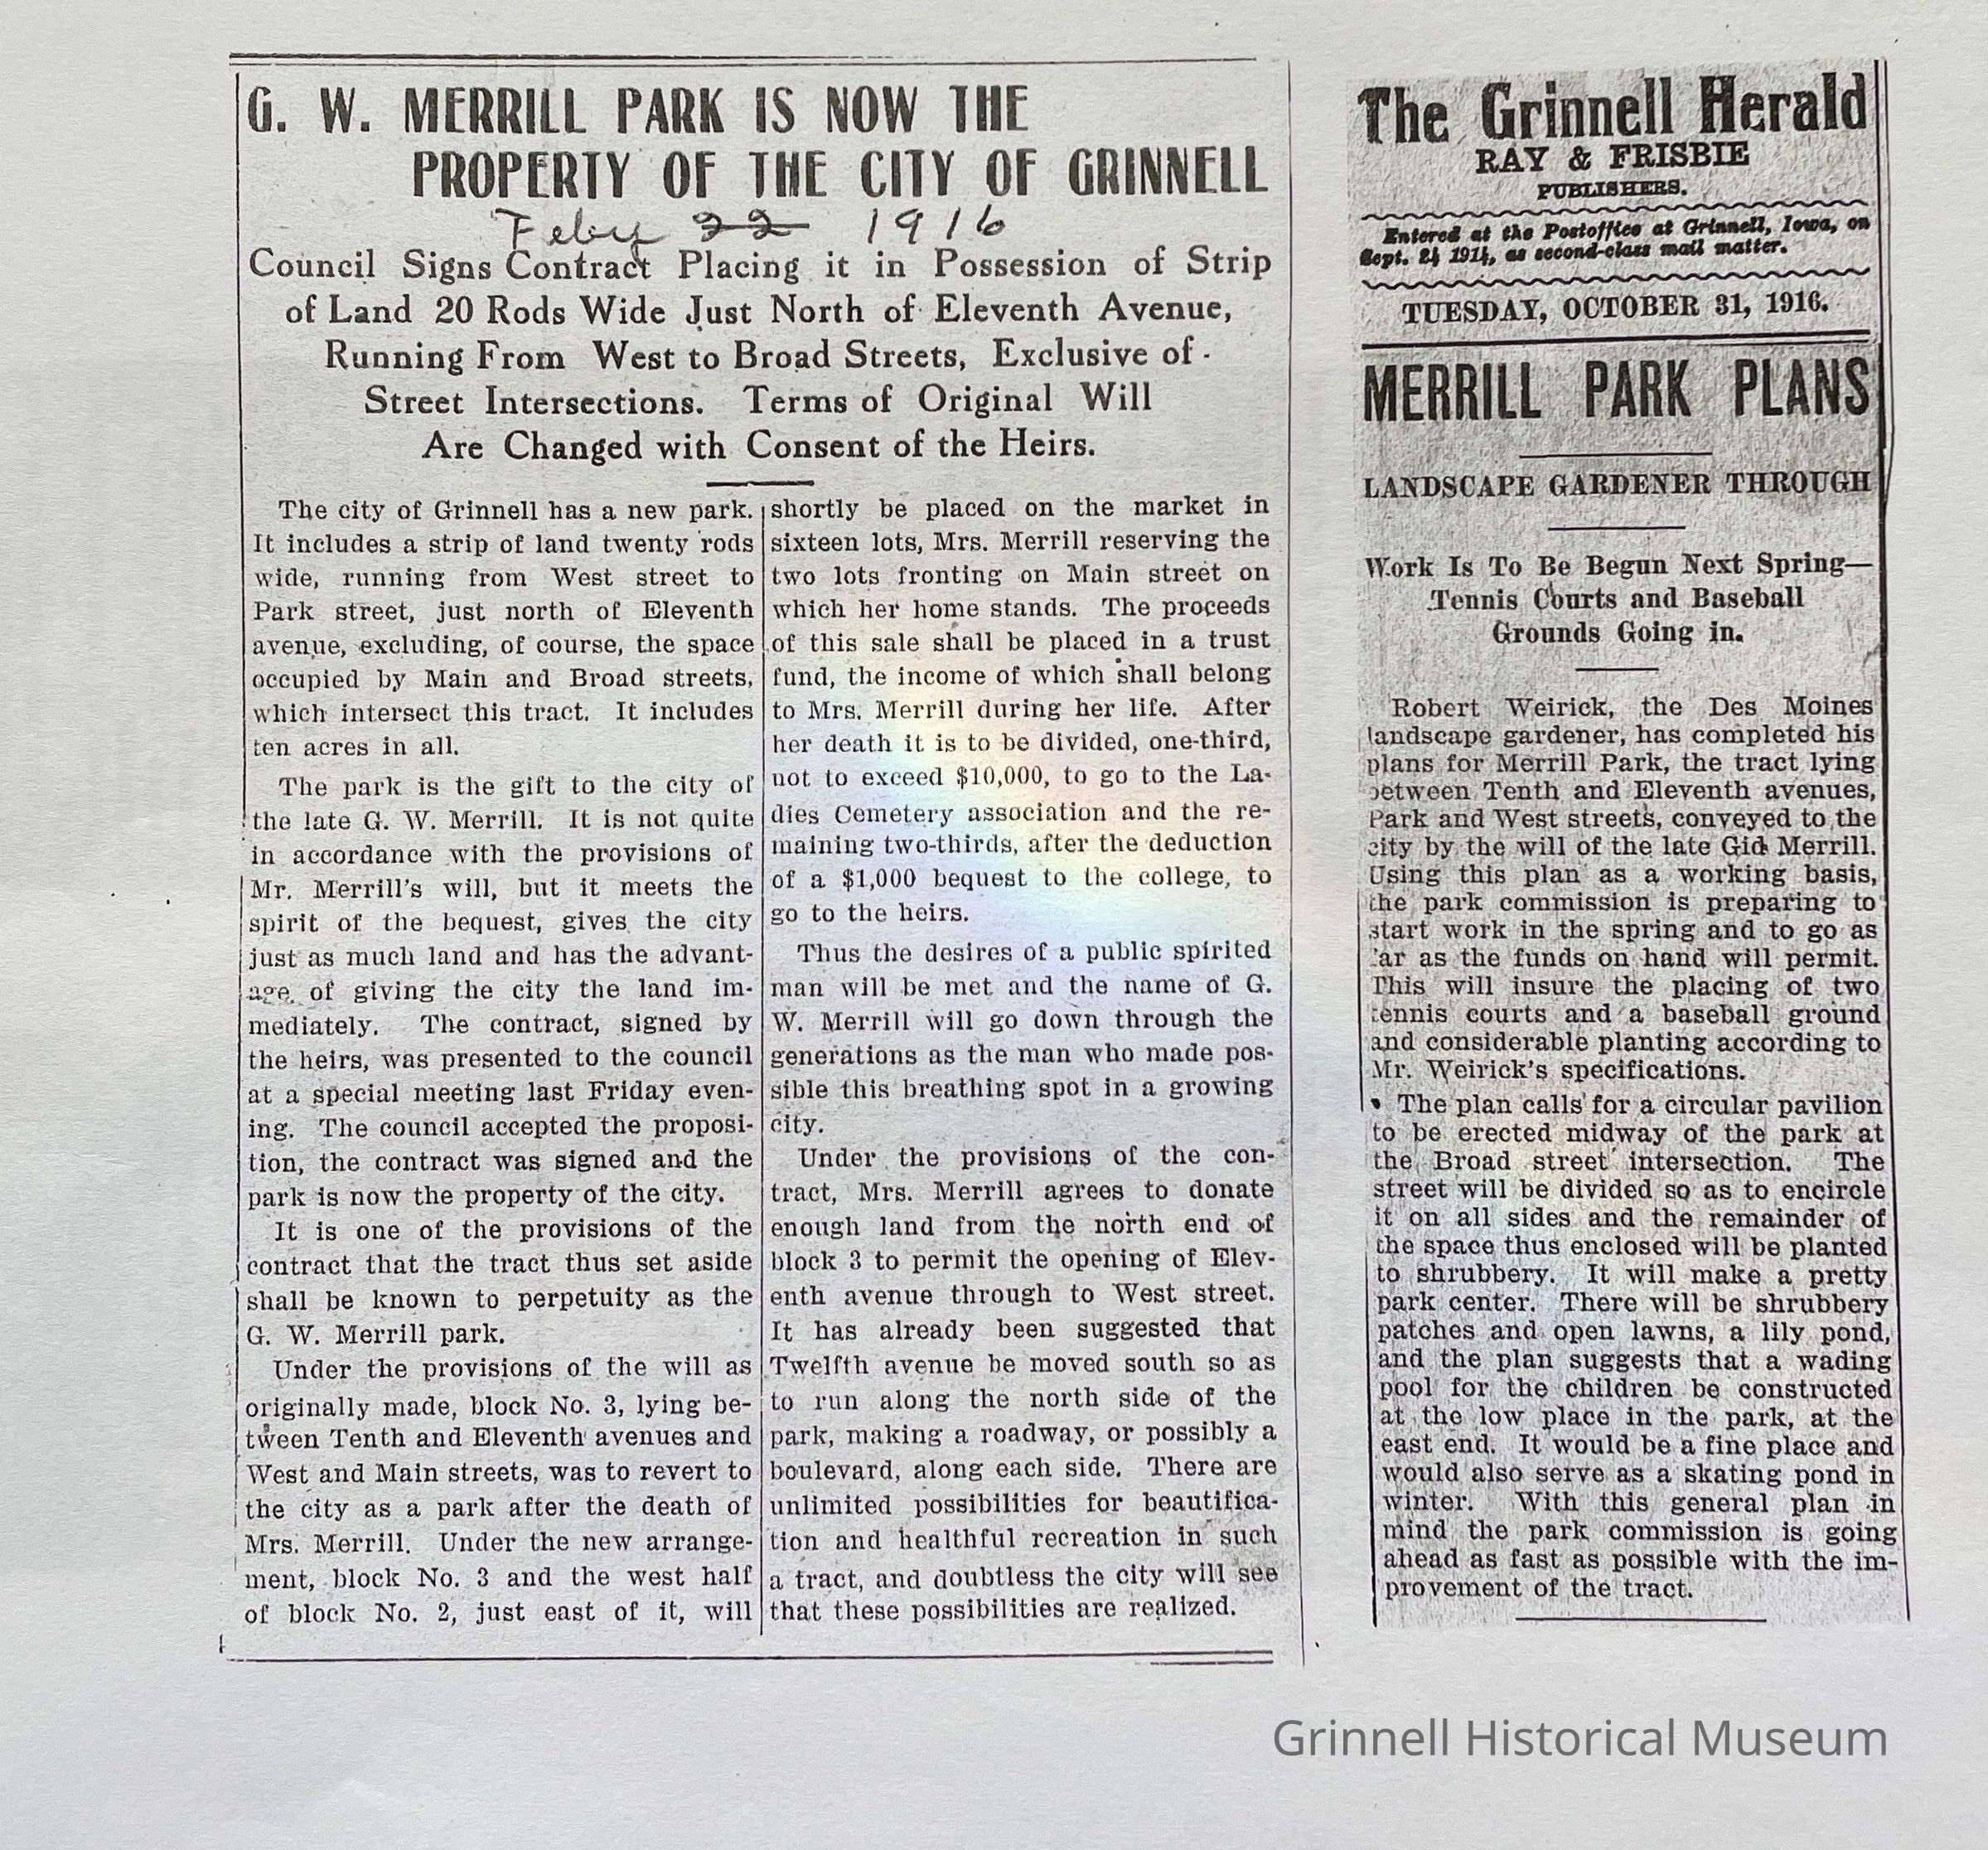 G. W. MERRILL PARK IS NOW THE
PROPERTY OF THE CITY OF GRINNELL
Feby 22 1916
Council Signs Contract Placing it in Possession of Strip
of Land 20 Rods Wide Just North of Eleventh Avenue,
Running From West to Broad Streets, Exclusive of
Street Intersections. Terms of Original Will
Are Changed with Consent of the Heirs.
The city of Grinnell has a new park.
It includes a strip of land twenty rods
wide, running from West street to
Park street, just north of Eleventh
avenue, excluding, of course, the space
occupied by Main and Broad streets,
which intersect this tract. It includes
ten acres in all.
The park is the gift to the city of
the late G. W. Merrill. It is not quite
in accordance with the provisions of
Mr. Merrill's will, but it meets the
spirit of the bequest, gives the city
just as much land and has the advant-
age of giving the city the land im-
mediately. The contract, signed by
the heirs, was presented to the council
at a special meeting last Friday even-
ing. The council accepted the proposi-
tion, the contract was signed and the
park is now the property of the city.
It is one of the provisions of the
contract that the tract thus set aside
shall be known to perpetuity as the
G. W. Merrill park.
Under the provisions of the will as
originally made, block No. 3, lying be-
tween Tenth and Eleventh avenues and
West and Main streets, was to revert to
the city as a park after the death of
Mrs. Merrill. Under the new arrange-
ment, block No. 3 and the west half
of block No. 2, just east of it, will
shortly be placed on the market in
sixteen lots, Mrs. Merrill reserving the
two lots fronting on Main street on
which her home stands. The proceeds
of this sale shall be placed in a trust
fund, the income of which shall belong
to Mrs. Merrill during her life. After
her death it is to be divided, one-third,
not to exceed $10,000, to go to the La-
dies Cemetery association and the re-
maining two-thirds, after the deduction
of a $1,000 bequest to the college, to
go to the heirs.
Thus the desires of a public spirited
man will be met and the name of G.
W. Merrill will go down through the
generations as the man who made pos-
sible this breathing spot in a growing
city.
Under the provisions of the con-
tract, Mrs. Merrill agrees to donate
enough land from the north end of
block 3 to permit the opening of Elev-
enth avenue through to West street.
It has already been suggested that
Twelfth avenue be moved south so as
to run along the north side of the
park, making a roadway, or possibly a
boulevard, along each side. There are
unlimited possibilities for beautifica-
tion and healthful recreation in such
a tract, and doubtless the city will see
that these possibilities are realized.
The Grinnell Herald
RAY & FRISBIE
PUBLISHERS.
Entered at the Postoffice at Grinnell, Iowa, on
Sept. 24 1914, as second-class mail matter.
TUESDAY, OCTOBER 31, 1916.
MERRILL PARK PLANS
LANDSCAPE GARDENER THROUGH
Work Is To Be Begun Next Spring—
Tennis Courts and Baseball
Grounds Going in.
Robert Weirick, the Des Moines
landscape gardener, has completed his
plans for Merrill Park, the tract lying
between Tenth and Eleventh avenues,
Park and West streets, conveyed to the
city by the will of the late Gid Merrill.
Using this plan as a working basis,
the park commission is preparing to
start work in the spring and to go as
far as the funds on hand will permit.
This will insure the placing of two
tennis courts and a baseball ground
and considerable planting according to
Mr. Weirick's specifications.
The plan calls for a circular pavilion
to be erected midway of the park at
the Broad street intersection. The
street will be divided so as to encircle
it on all sides and the remainder of
the space thus enclosed will be planted
to shrubbery. It will make a pretty
park center. There will be shrubbery
patches and open lawns, a lily pond,
and the plan suggests that a wading
pool for the children be constructed
at the low place in the park, at the
east end. It would be a fine place and
would also serve as a skating pond in
winter. With this general plan in
mind the park commission is going
ahead as fast as possible with the im-
provement of the tract.
Grinnell Historical Museum